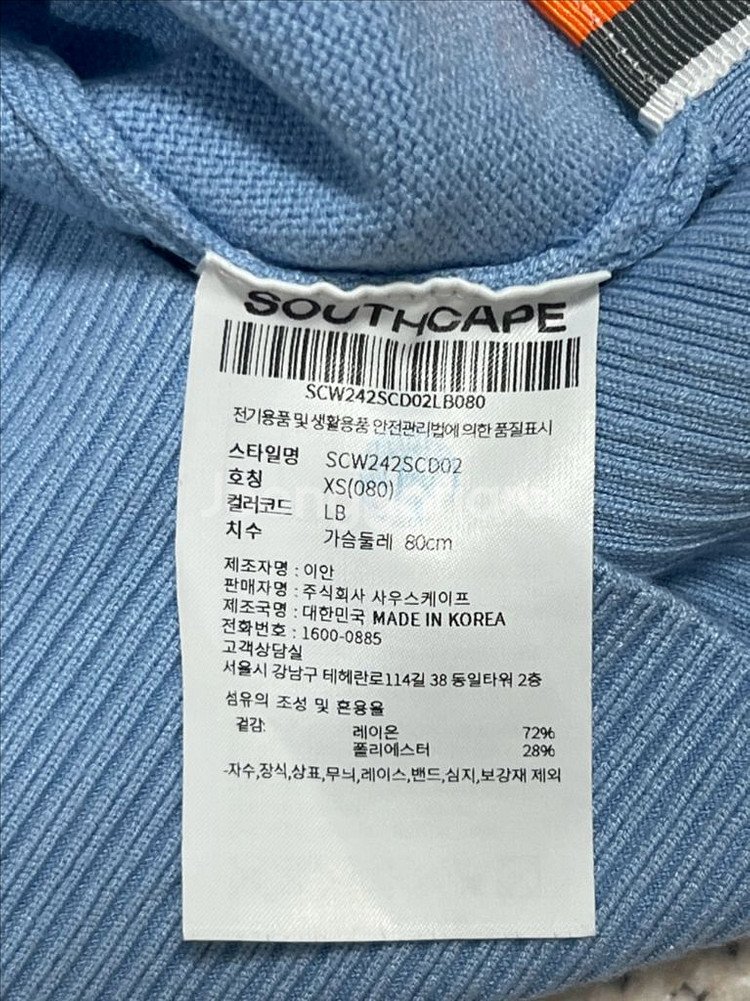 SOUTHCAPE
SCW242SCD02LB080
전기용품 및 생활용품 안전관리법에 의한 품질표시
스타일명 SCW242SCD02
호칭 XS(080)
컬러코드 LB
치수 가슴둘레 80cm
제조자명 : 이안
판매자명 : 주식회사 사우스케이프
제조국명 : 대한민국 MADE IN KOREA
전화번호 : 1600-0885
고객상담실
서울시 강남구 테헤란로114길 38 동일타워 2층
섬유의 조성 및 혼용율
겉감: 레이온 72%
폴리에스터 28%
-자수,장식,상표,무늬,레이스,밴드,심지,보강재 제외